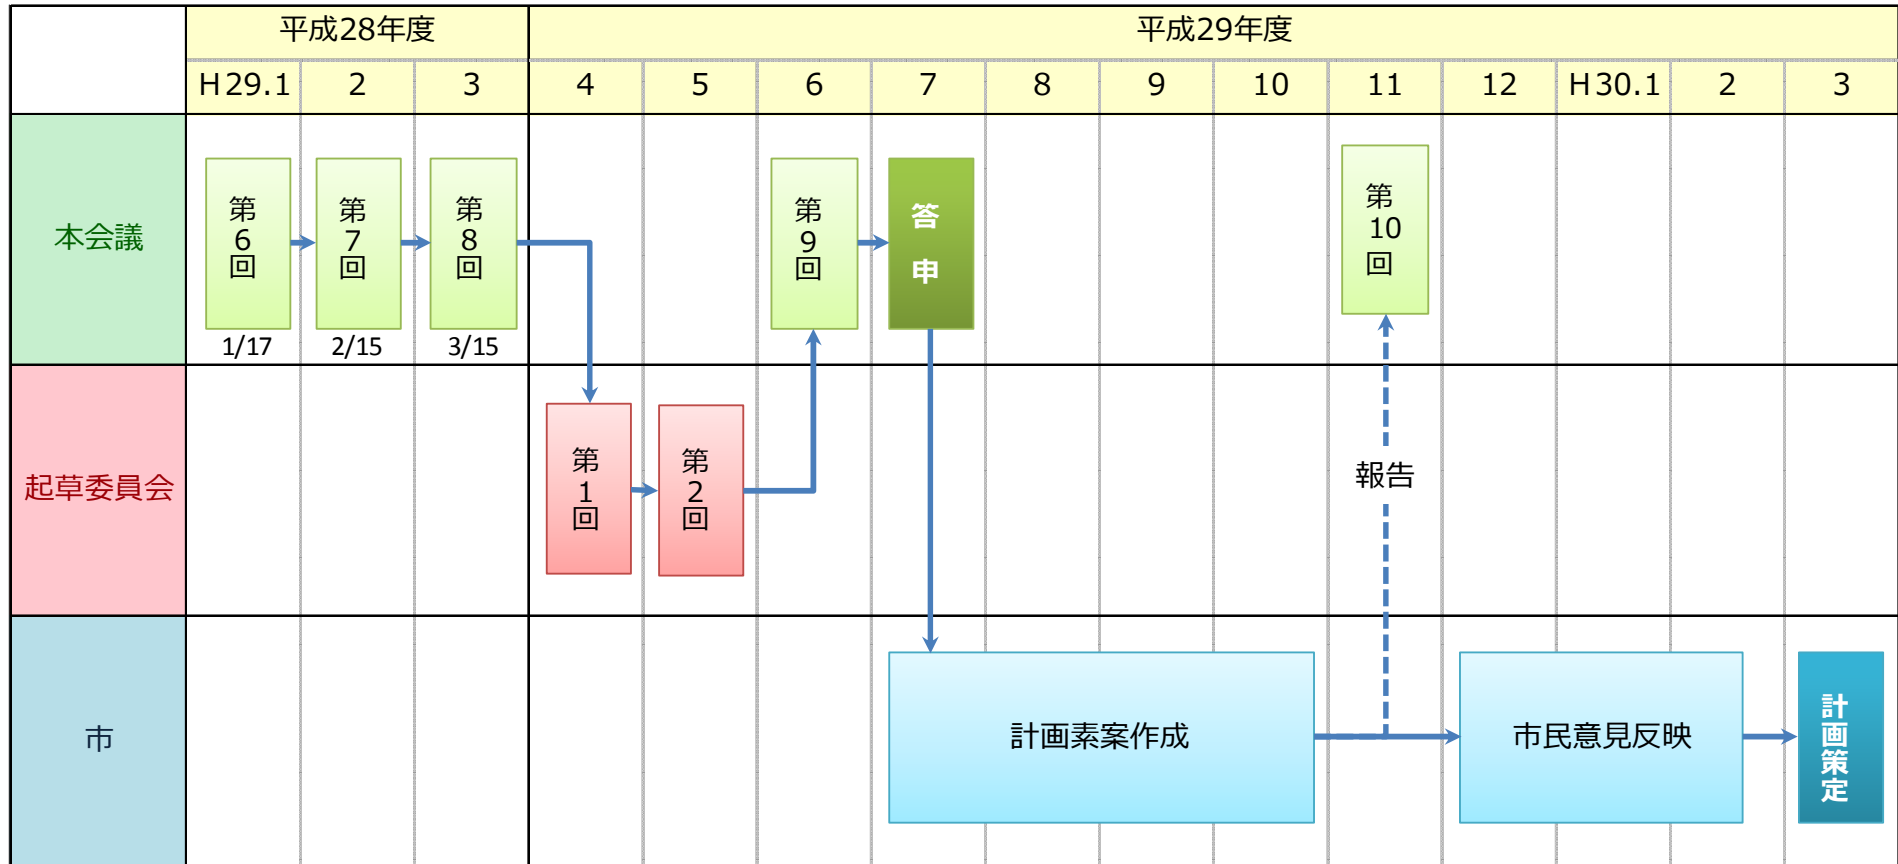 平成28年度 平成29年度
H29.1 2 3 4 5 6 7 8 9 10 11 12 H30.1 2 3
本会議
第6回
1/17
第7回
2/15
第8回
3/15
第9回
答申
第10回
起草委員会
第1回
第2回
報告
市
計画素案作成
市民意見反映
計画策定